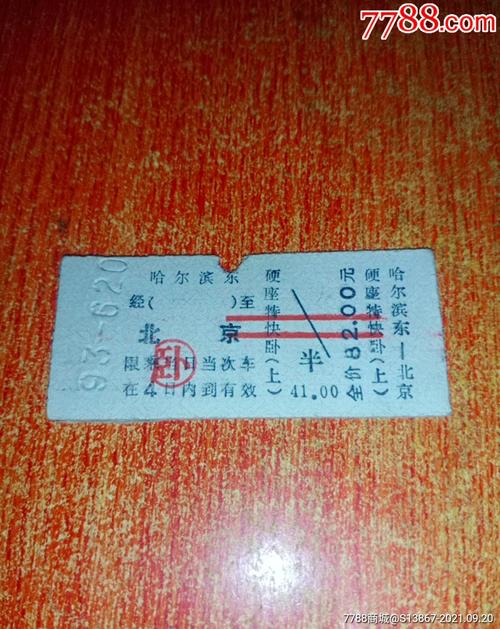 7788.com
93-620
哈尔滨东
经( )至
北京
卧
限乘 当次车
在4日内到有效
硬座特快卧(上)
半
41.00
全价82.00元
硬座特快卧(上)
哈尔滨东—北京
7788商城@S13867-2021.09.20